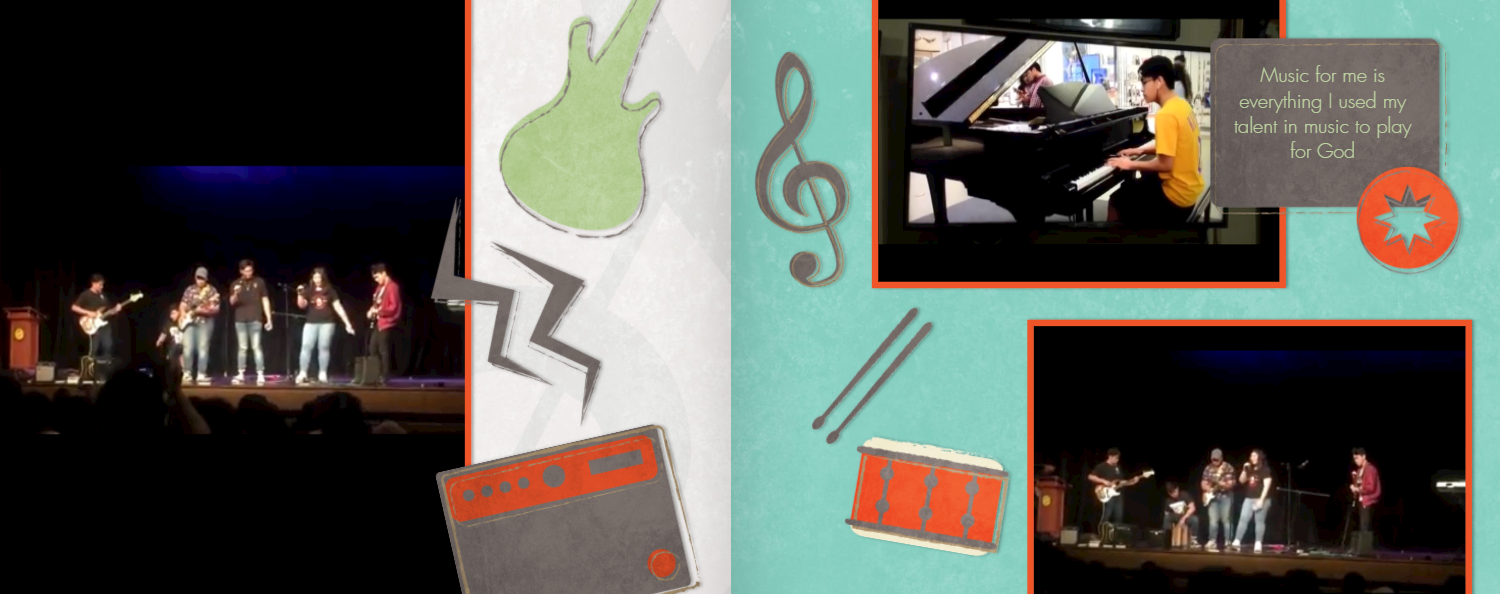 Music for me is
everything I used my
talent in music to play
for God